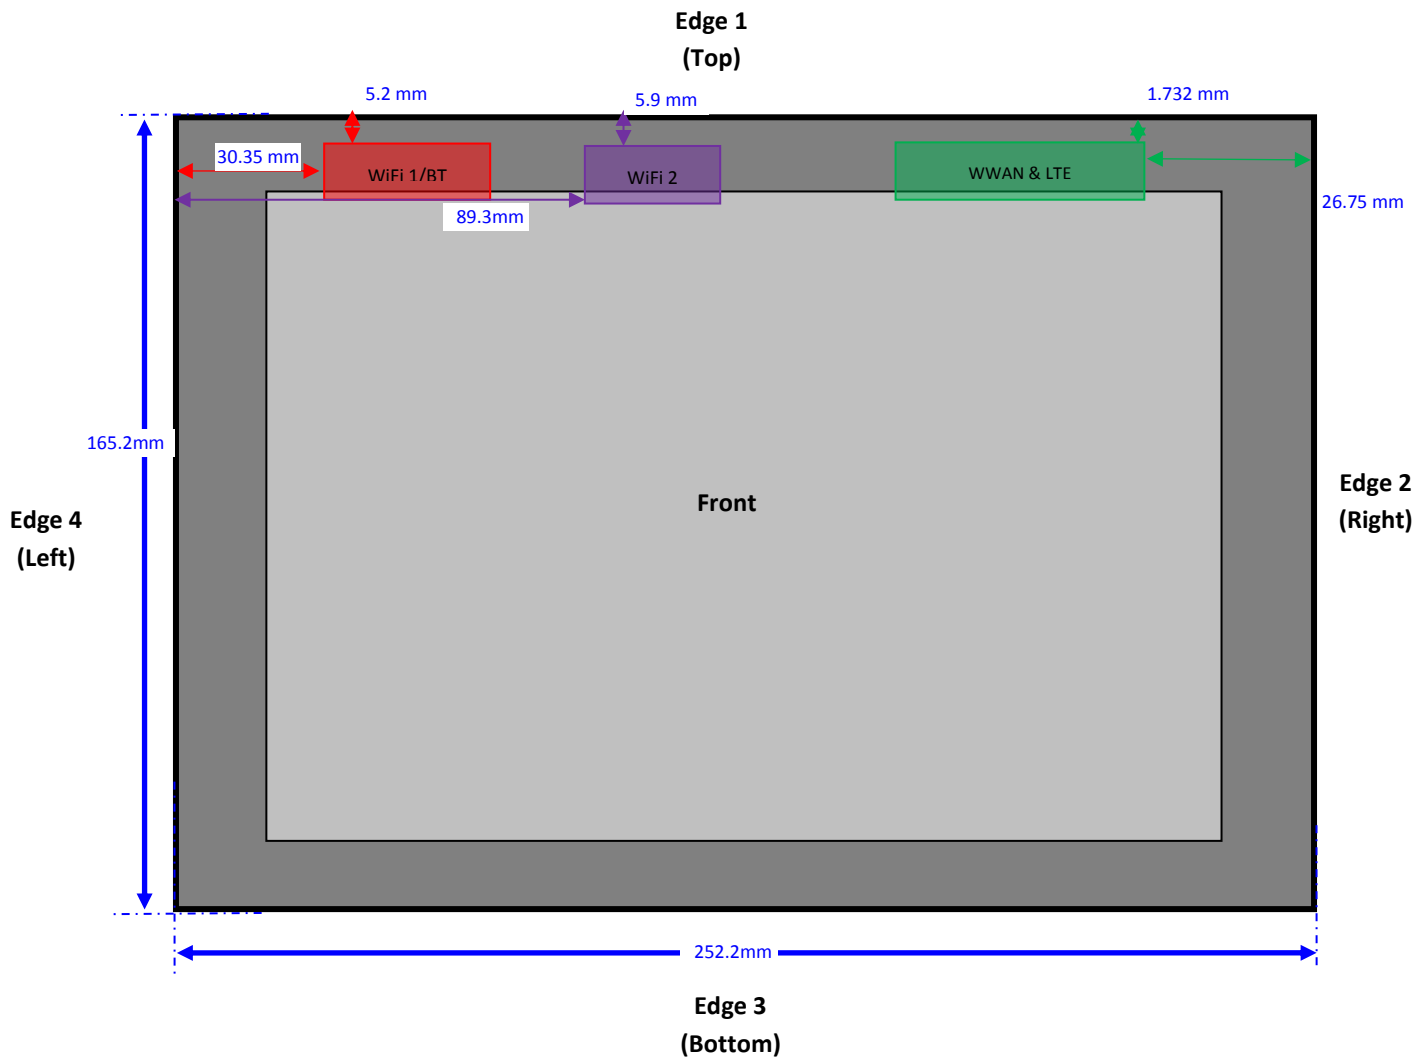 Edge 1
(Top)
5.2 mm
5.9 mm
1.732 mm
30.35 mm
WiFi 1/BT
WiFi 2
WWAN & LTE
89.3mm
26.75 mm
165.2mm
Front
Edge 2
(Right)
Edge 4
(Left)
252.2mm
Edge 3
(Bottom)